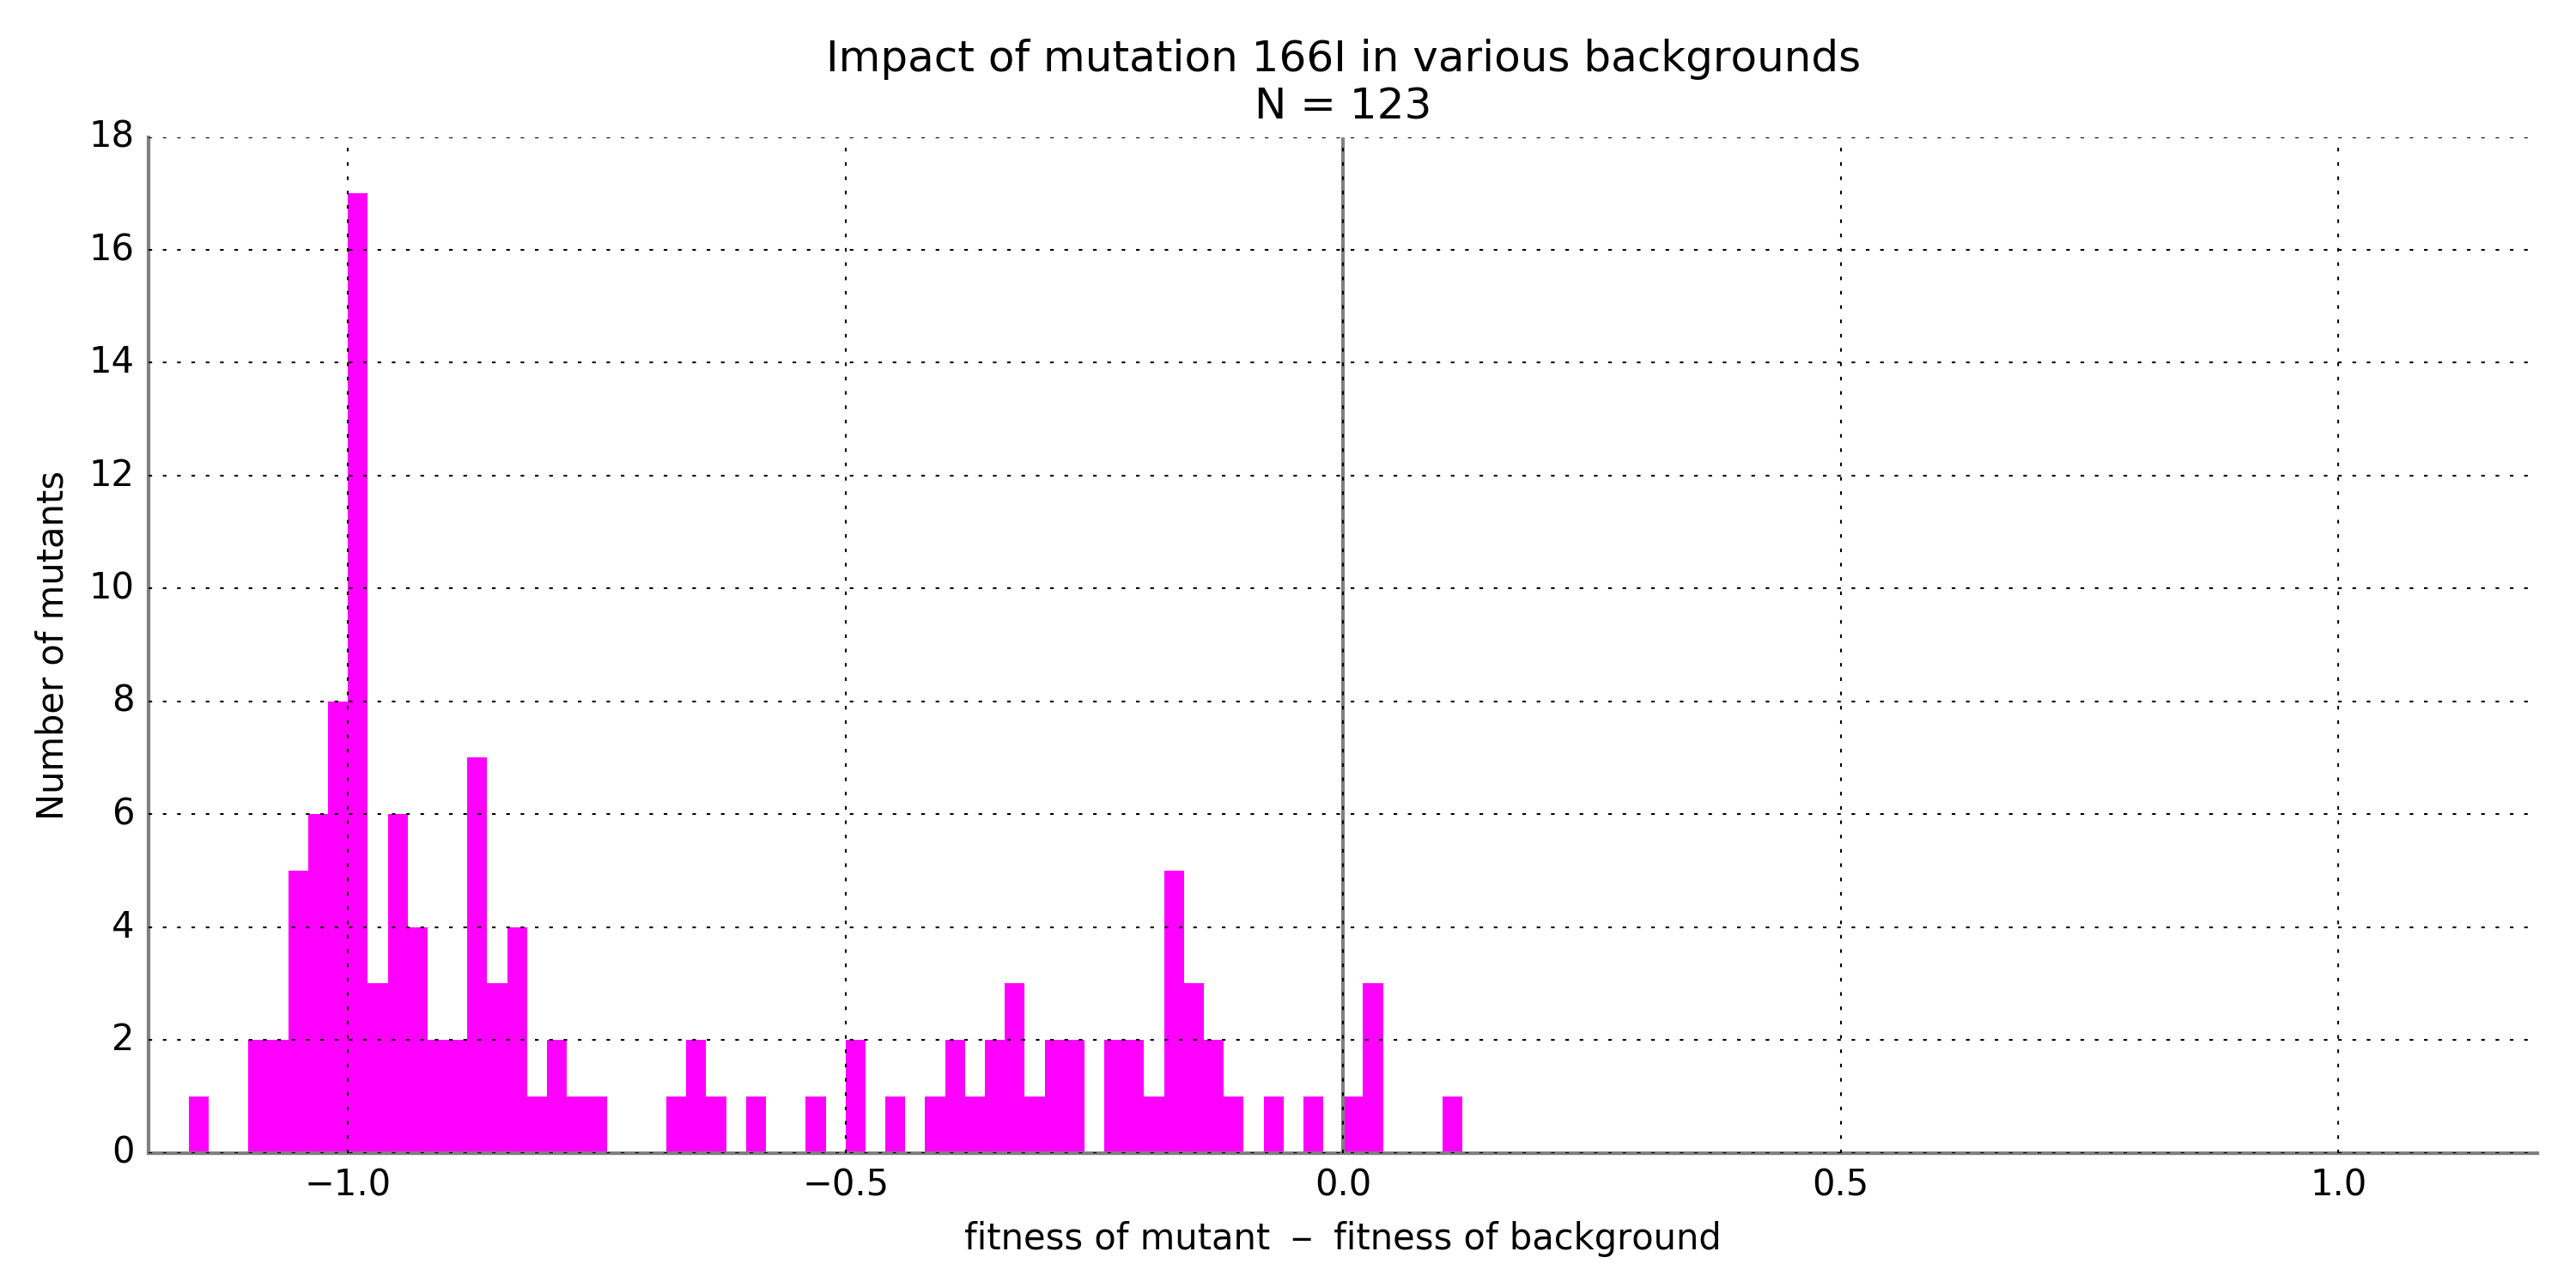 Impact of mutation 166I in various backgrounds
N = 123
18
16
14
12
10
8
6
4
2
0
Number of mutants
−1.0 −0.5 0.0 0.5 1.0
fitness of mutant – fitness of background